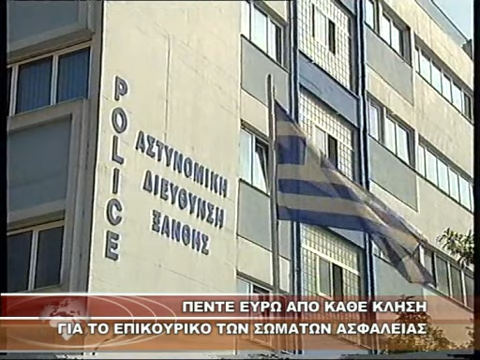 POLICE
ΑΣΤΥΝΟΜΙΚΗ
ΔΙΕΥΘΥΝΣΗ
ΞΑΝΘΗΣ
ΠΕΝΤΕ ΕΥΡΩ ΑΠΟ ΚΑΘΕ ΚΛΗΣΗ
ΓΙΑ ΤΟ ΕΠΙΚΟΥΡΙΚΟ ΤΩΝ ΣΩΜΑΤΩΝ ΑΣΦΑΛΕΙΑΣ